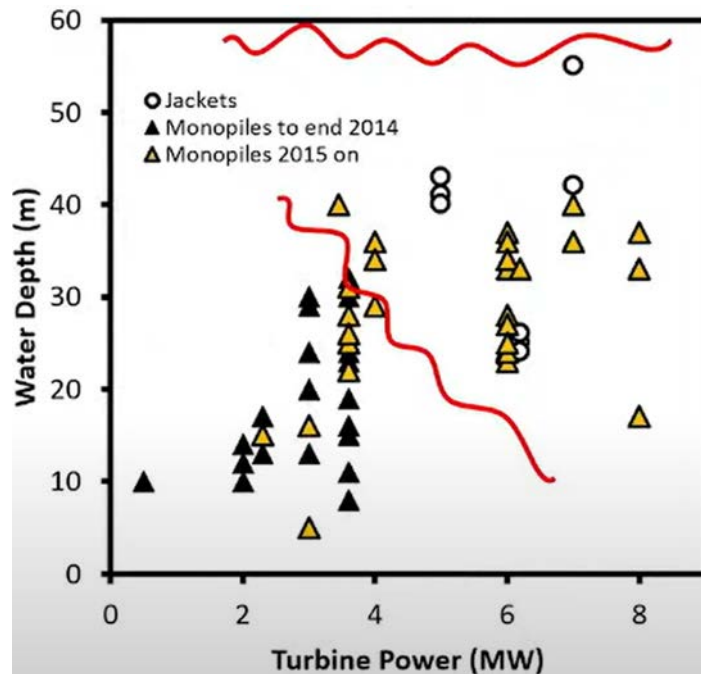 60
50
40
30
20
10
0
Water Depth (m)
Jackets
Monopiles to end 2014
Monopiles 2015 on
0 2 4 6 8
Turbine Power (MW)